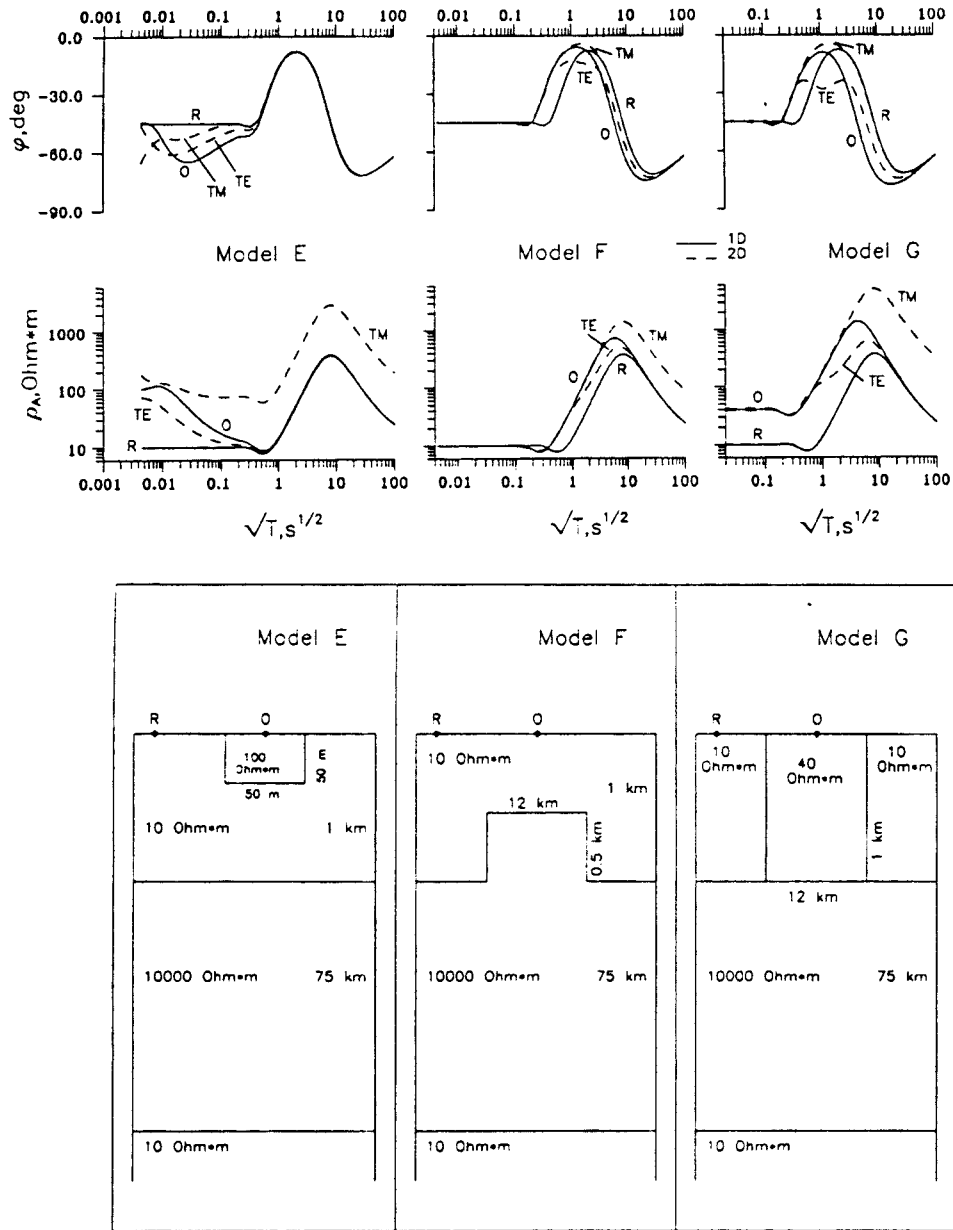 0.001 0.01 0.1 1 10 100
0.01 0.1 1 10 100
0.1 1 10 100
φ,deg
0.0
-30.0
-60.0
-90.0
R
O
TM
TE
TM
TE
R
O
TM
TE
R
O
Model E
Model F
1D
2D
Model G
ρA,Ohm*m
1000
100
10
TM
O
TE
R
TE
TM
O
R
TM
O
TE
R
0.001 0.01 0.1 1 10 100
0.01 0.1 1 10 100
0.1 1 10 100
√T,s1/2
√T,s1/2
√T,s1/2
Model E
Model F
Model G
R O
100
Ohm*m
50 m
50 m
10 Ohm*m 1 km
10000 Ohm*m 75 km
10 Ohm*m
R O
10 Ohm*m
1 km
12 km
0.5 km
10000 Ohm*m 75 km
10 Ohm*m
R O
10
Ohm*m
40
Ohm*m
10
Ohm*m
1 km
12 km
10000 Ohm*m 75 km
10 Ohm*m